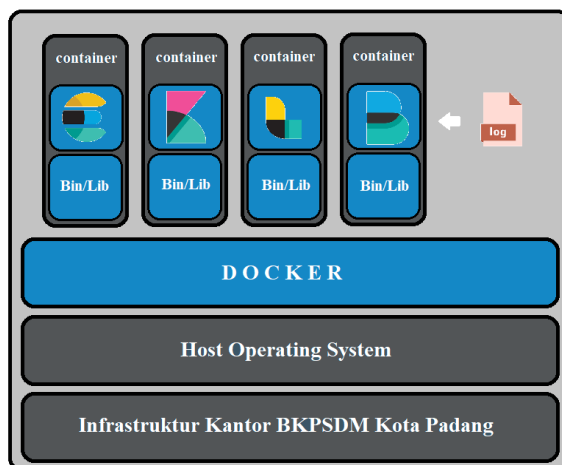 container
container
container
container
log
Bin/Lib
Bin/Lib
Bin/Lib
Bin/Lib
D O C K E R
Host Operating System
Infrastruktur Kantor BKPSDM Kota Padang